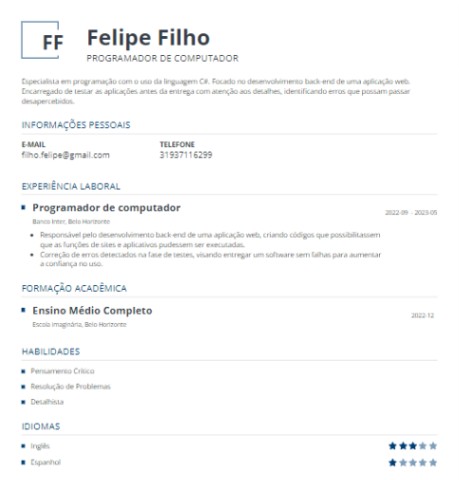 FF
Felipe Filho
PROGRAMADOR DE COMPUTADOR
Especialista em programação com o uso da linguagem C#. Focado no desenvolvimento back-end de uma aplicação web.
Encarregado de testar as aplicações antes da entrega com atenção aos detalhes, identificando erros que possam passar
desapercebidos.
INFORMAÇÕES PESSOAIS
E-MAIL TELEFONE
filho.felipe@gmail.com 31937116299
EXPERIÊNCIA LABORAL
Programador de computador 2022-09 - 2023-05
Banco Inter, Belo Horizonte
Responsável pelo desenvolvimento back-end de uma aplicação web, criando códigos que possibilitassem
que as funções de sites e aplicativos pudessem ser executadas.
Correção de erros detectados na fase de testes, visando entregar um software sem falhas para aumentar
a confiança no uso.
FORMAÇÃO ACADÊMICA
Ensino Médio Completo 2022-12
Escola Imaginária, Belo Horizonte
HABILIDADES
Pensamento Crítico
Resolução de Problemas
Detalhista
IDIOMAS
Inglês
Espanhol